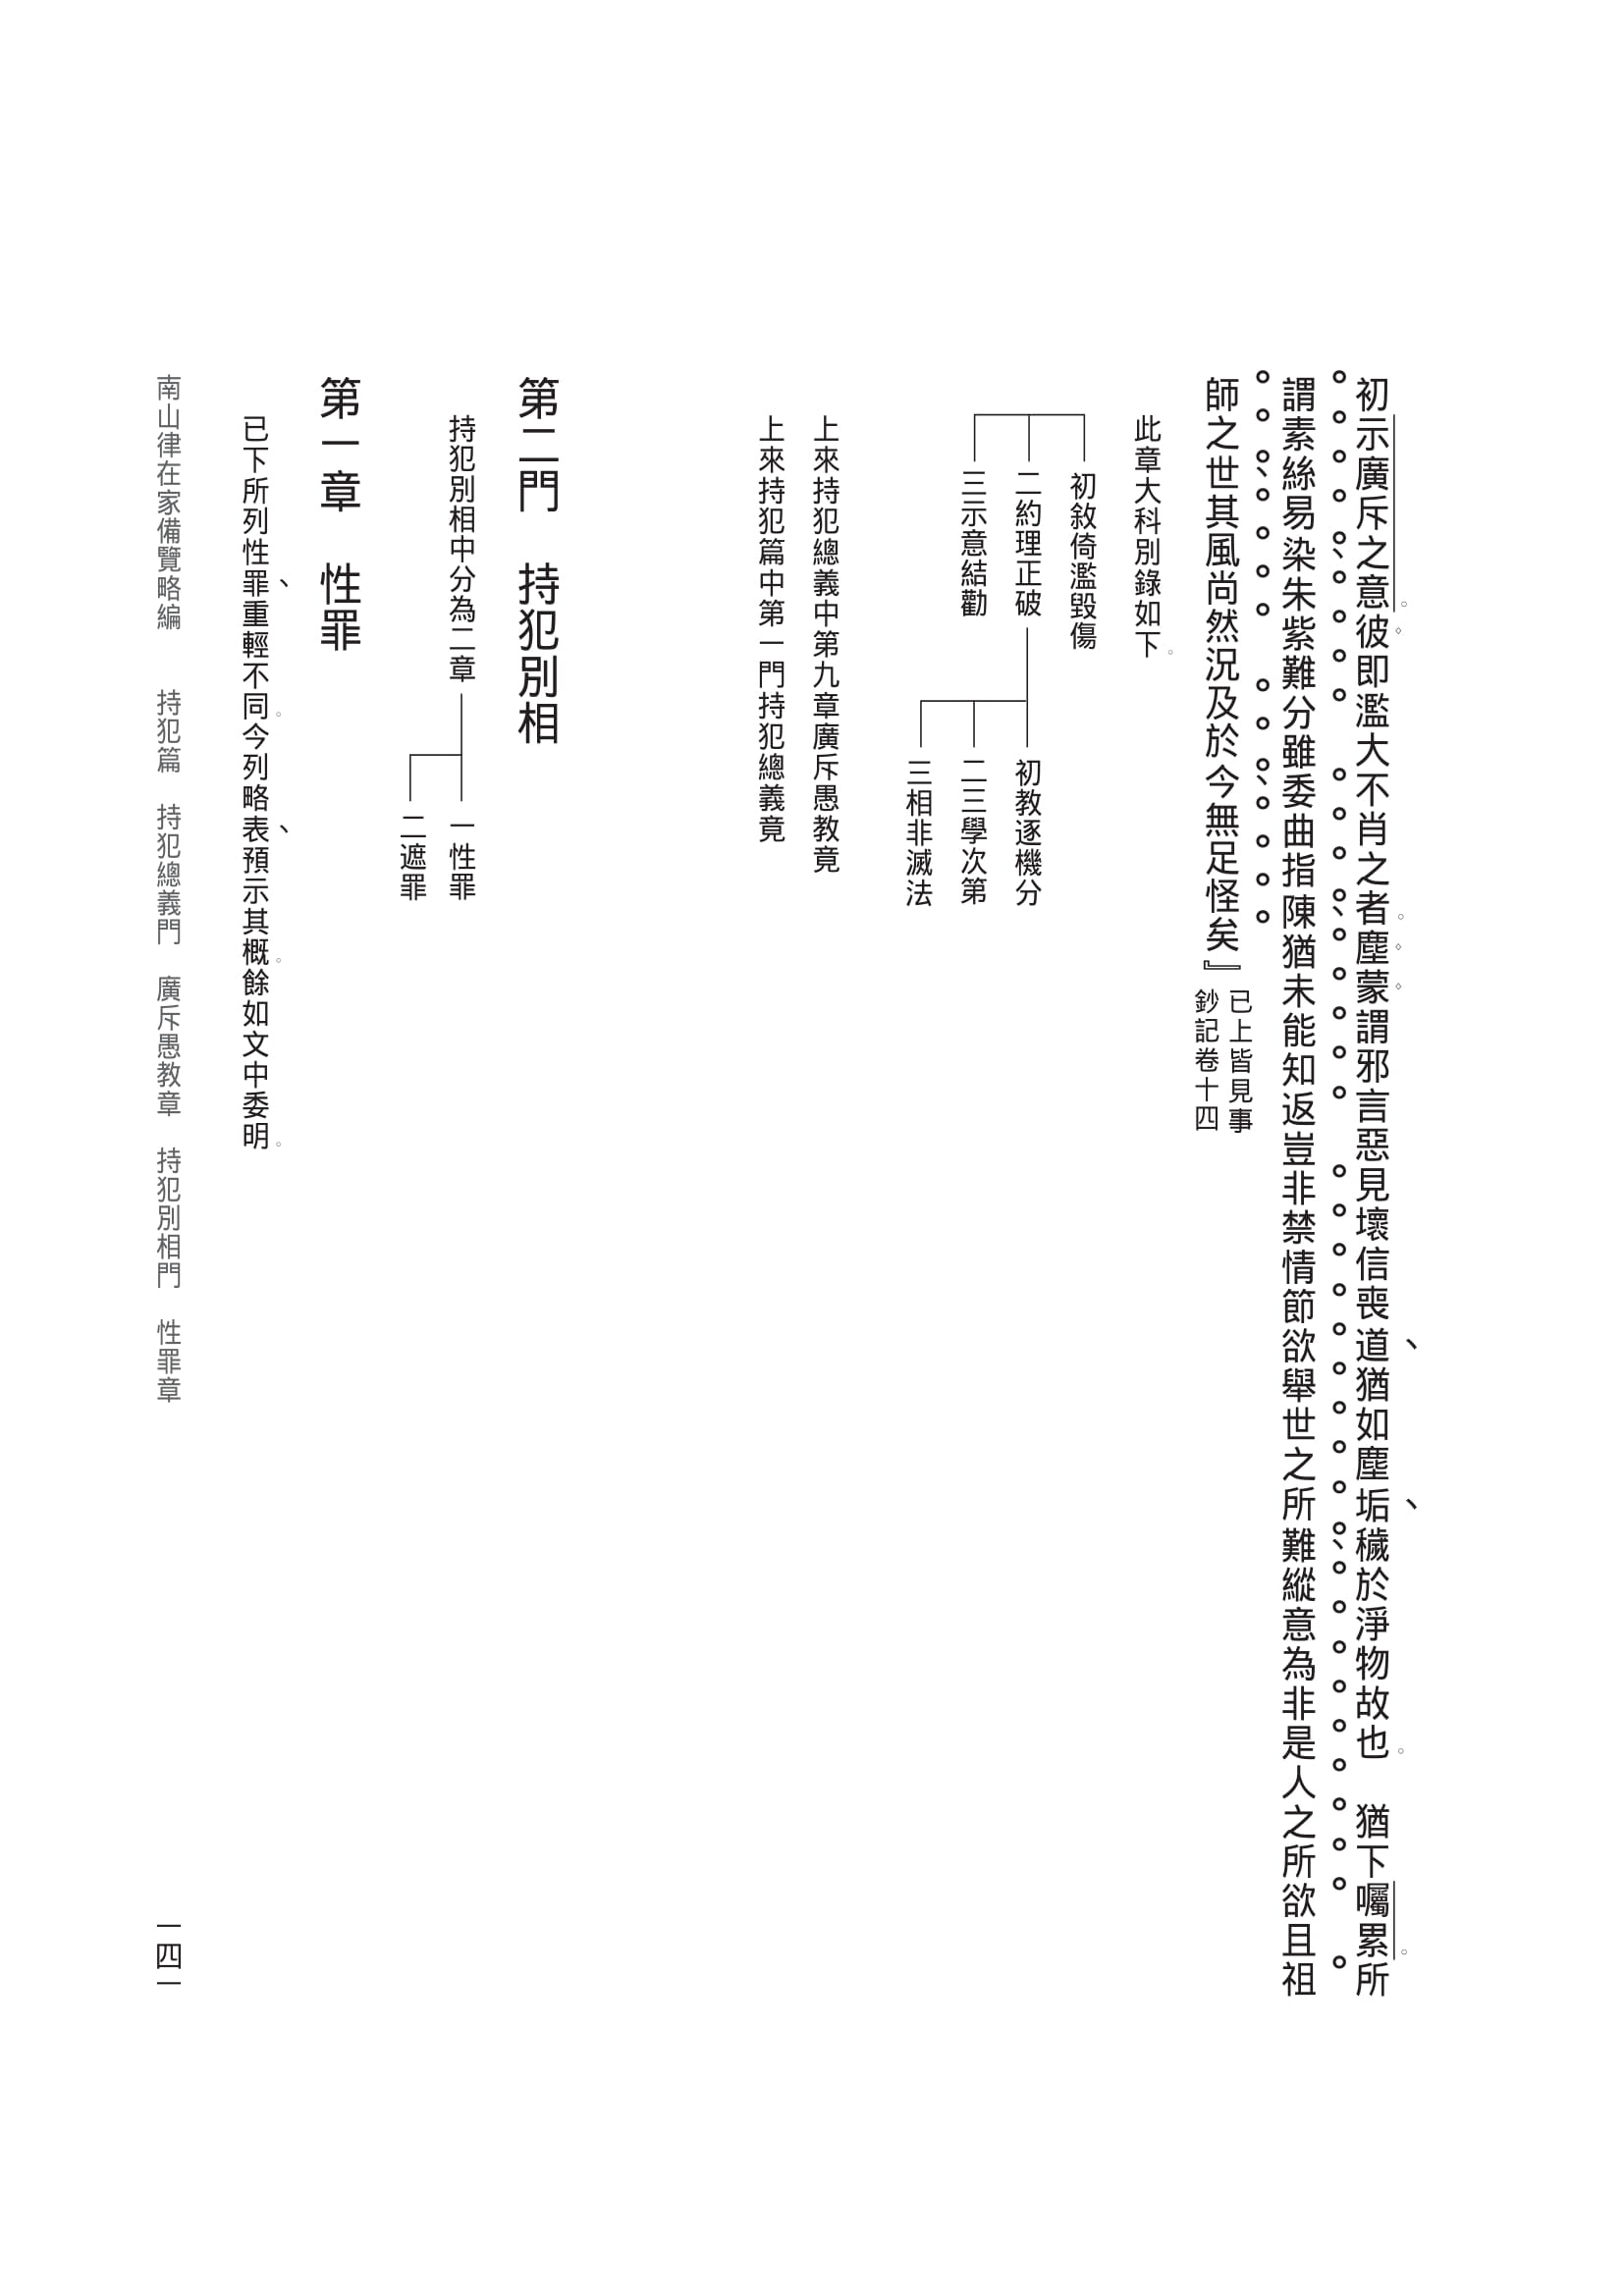 初示廣斥之意。彼即濫大不肖之者。塵蒙謂邪言惡見壞信喪道、猶如塵垢、穢於淨物故也。　猶下囑累。所
謂素絲易染、朱紫難分雖委曲指陳、猶未能知返豈非禁情節欲舉世之所難、縱意為非是人之所欲且祖
師之世、其風尚然況及於今、無足怪矣』
已上皆見事
鈔記卷十四
此章大科別錄如下。
初敘倚濫毀傷
二約理正破
三示意結勸
初教逐機分
二三學次第
三相非滅法
上來持犯總義中第九章廣斥愚教竟
上來持犯篇中第一門持犯總義竟
第二門　持犯別相
持犯別相中分為二章
一性罪
二遮罪
第一章　性罪
已下所列性罪、重輕不同。今列略表、預示其概。餘如文中委明。
南山律在家備覽略編　　持犯篇　持犯總義門　廣斥愚教章　持犯別相門　性罪章
一四一